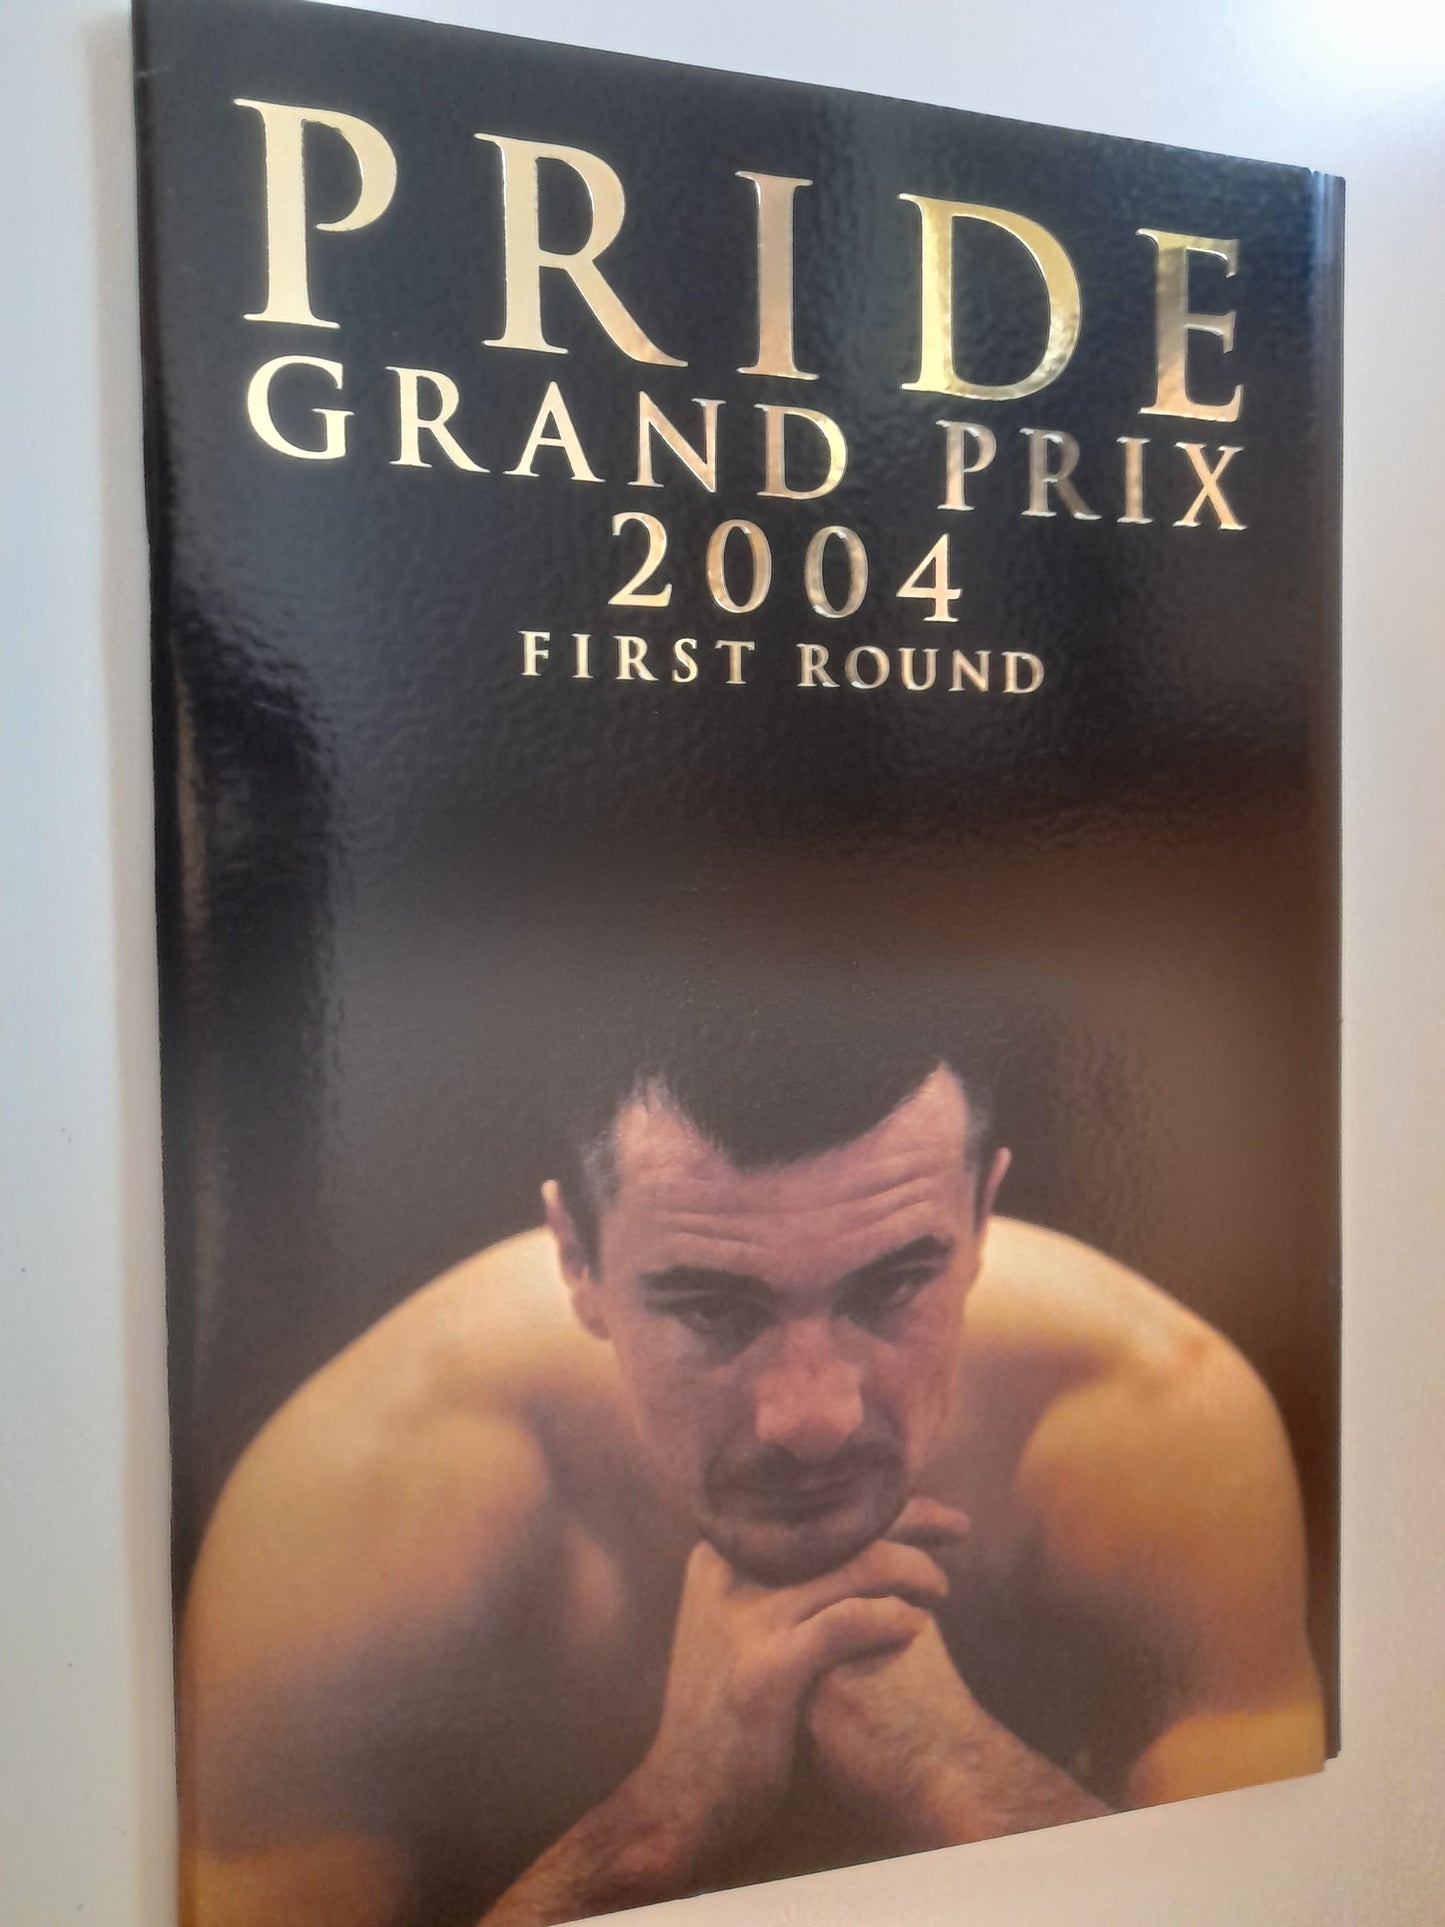 PRIDE
GRAND PRIX
2004
FIRST ROUND